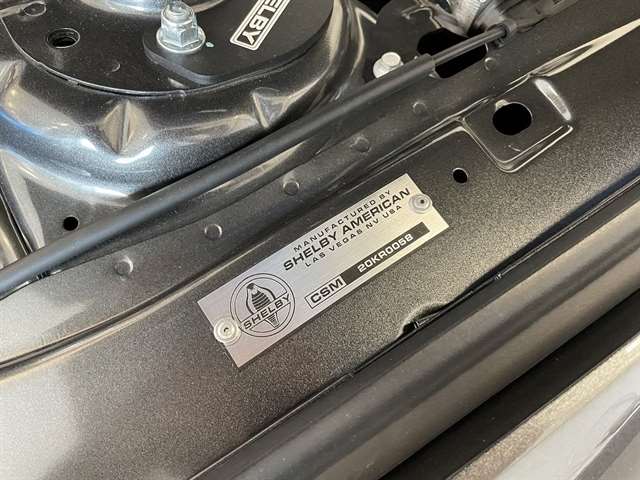 SHELBY
MANUFACTURED BY
SHELBY AMERICAN
LAS VEGAS NV USA
SHELBY
CSM 20KR0058